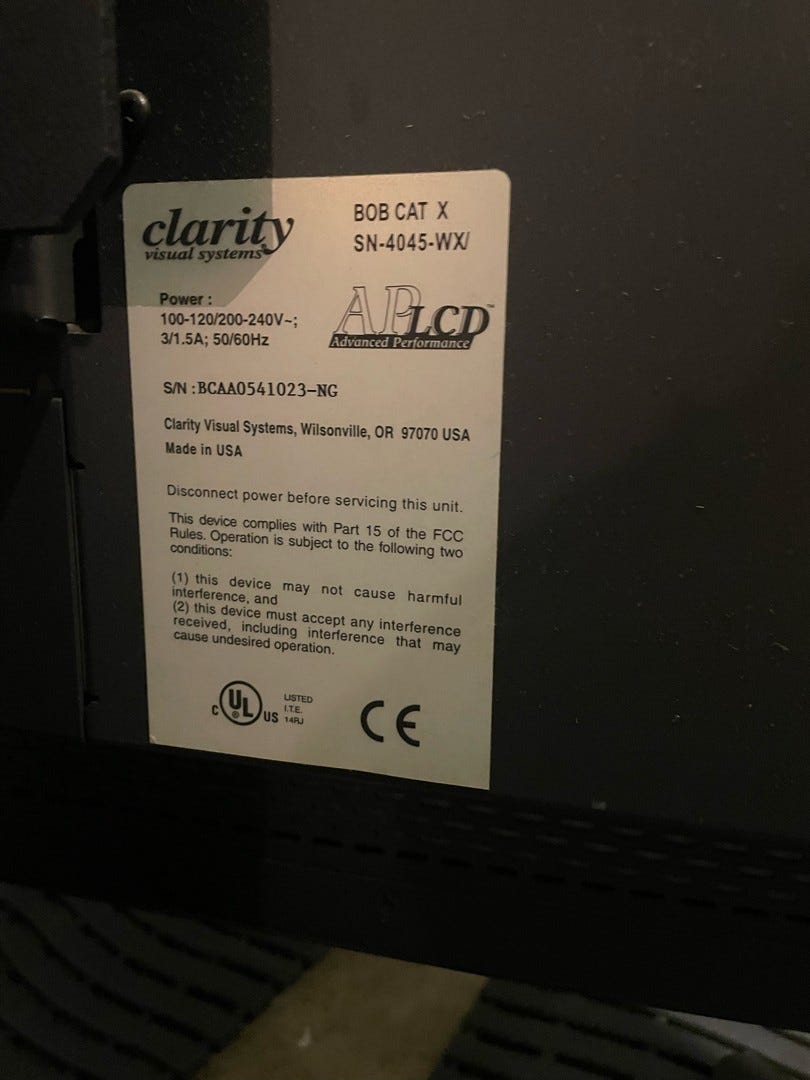 clarity
visual systems
BOB CAT X
SN-4045-WX/
Power :
100-120/200-240V~;
3/1.5A; 50/60Hz
APLCD™
Advanced Performance
S/N : BCAA0541023-NG
Clarity Visual Systems, Wilsonville, OR 97070 USA
Made in USA
Disconnect power before servicing this unit.
This device complies with Part 15 of the FCC
Rules. Operation is subject to the following two
conditions:
(1) this device may not cause harmful
interference, and
(2) this device must accept any interference
received, including interference that may
cause undesired operation.
C UL ® US
LISTED
I.T.E.
14RJ
CE